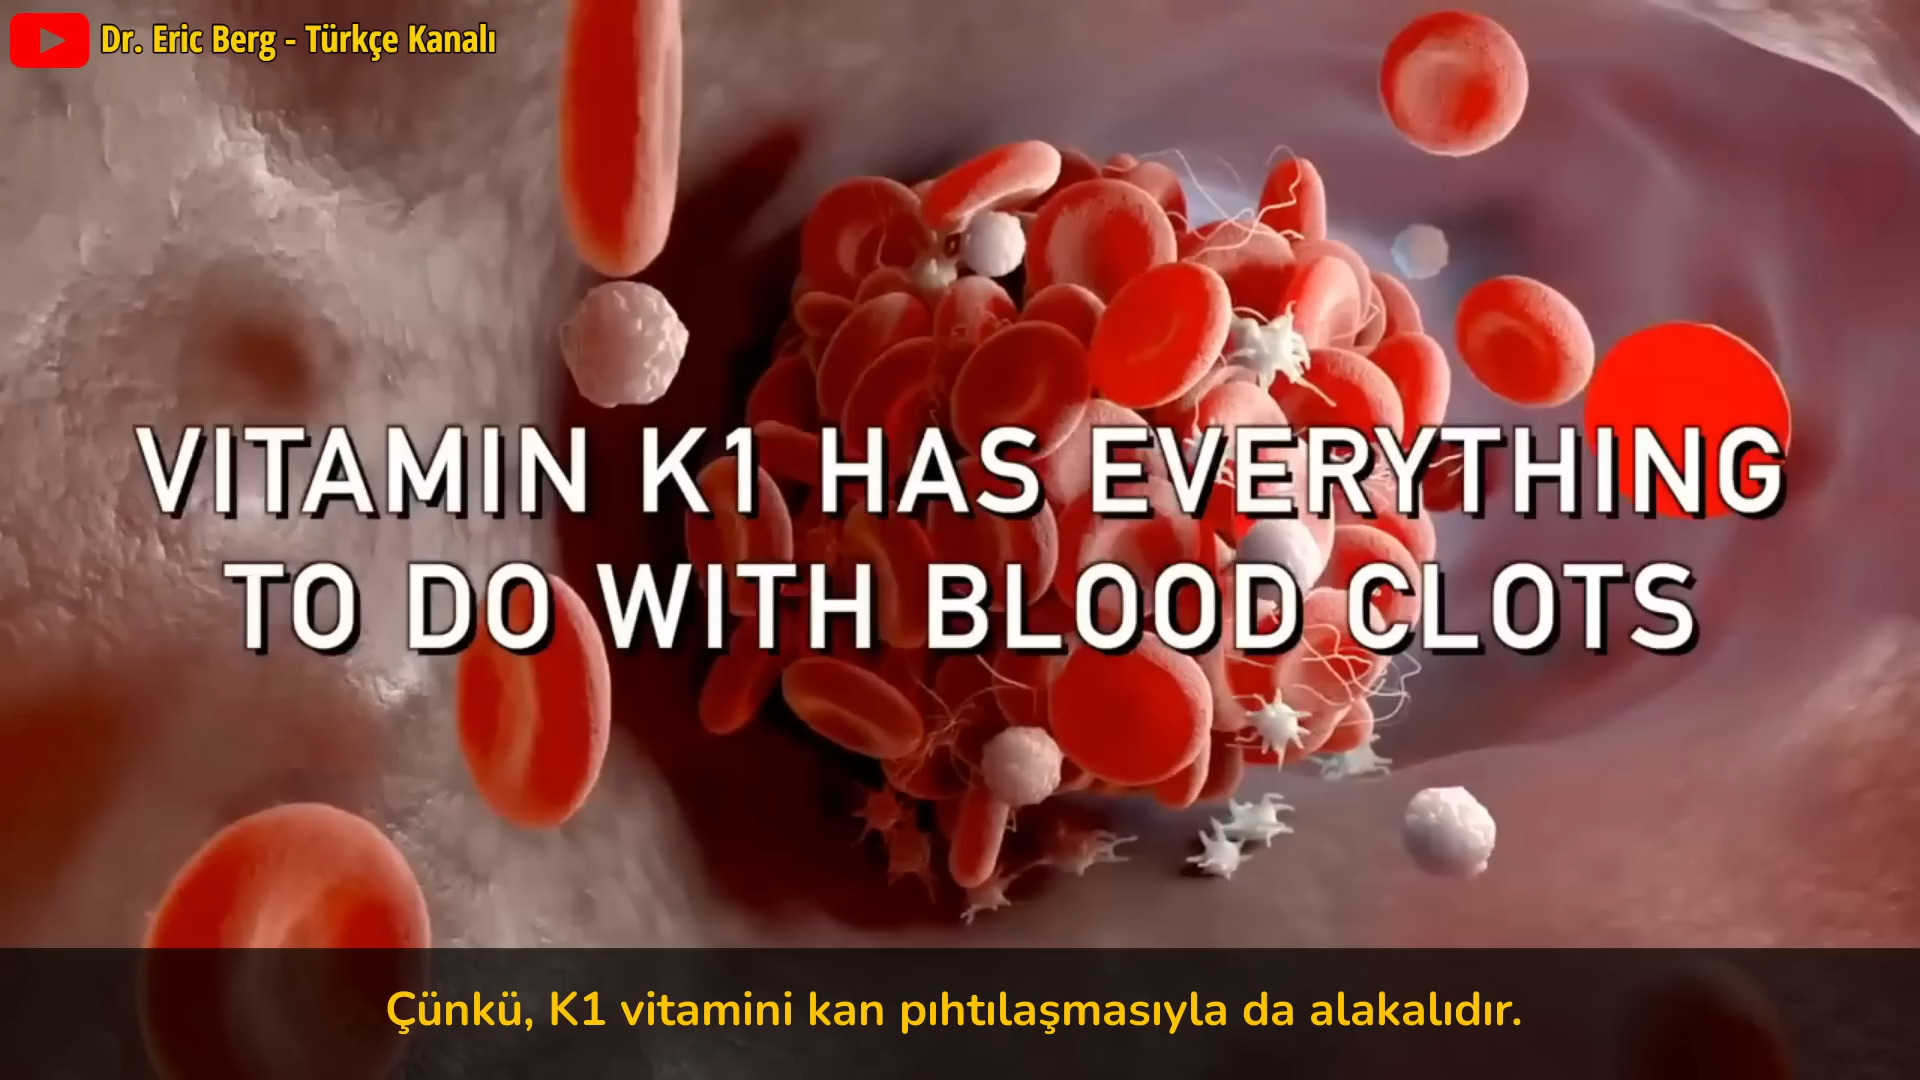 Dr. Eric Berg - Türkçe Kanalı
VITAMIN K1 HAS EVERYTHING
TO DO WITH BLOOD CLOTS
Çünkü, K1 vitamini kan pıhtılaşmasıyla da alakalıdır.